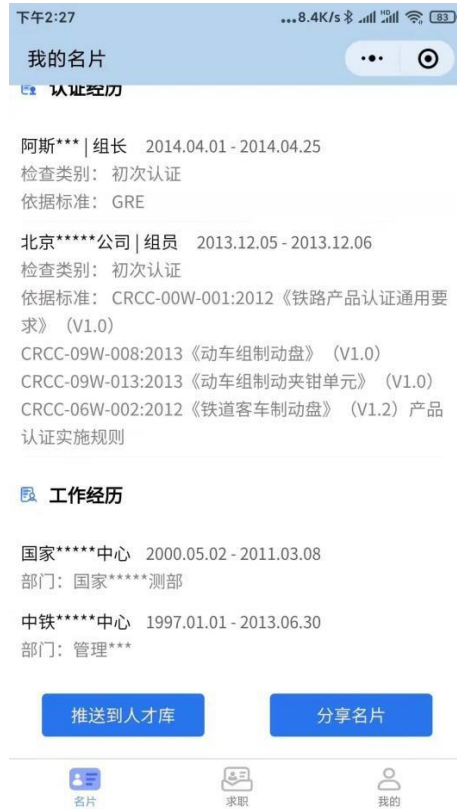 下午2:27
...8.4K/s
HD
83
我的名片
认证经历
阿斯***|组长 2014.04.01-2014.04.25
检查类别： 初次认证
依据标准： GRE
北京*****公司|组员 2013.12.05-2013.12.06
检查类别： 初次认证
依据标准： CRCC-00W-001:2012《铁路产品认证通用要
求》（V1.0）
CRCC-09W-008:2013《动车组制动盘》（V1.0）
CRCC-09W-013:2013《动车组制动夹钳单元》（V1.0）
CRCC-06W-002:2012《铁道客车制动盘》（V1.2）产品
认证实施规则
工作经历
国家*****中心 2000.05.02-2011.03.08
部门：国家*****测部
中铁*****中心 1997.01.01-2013.06.30
部门：管理***
推送到人才库
分享名片
名片
求职
我的